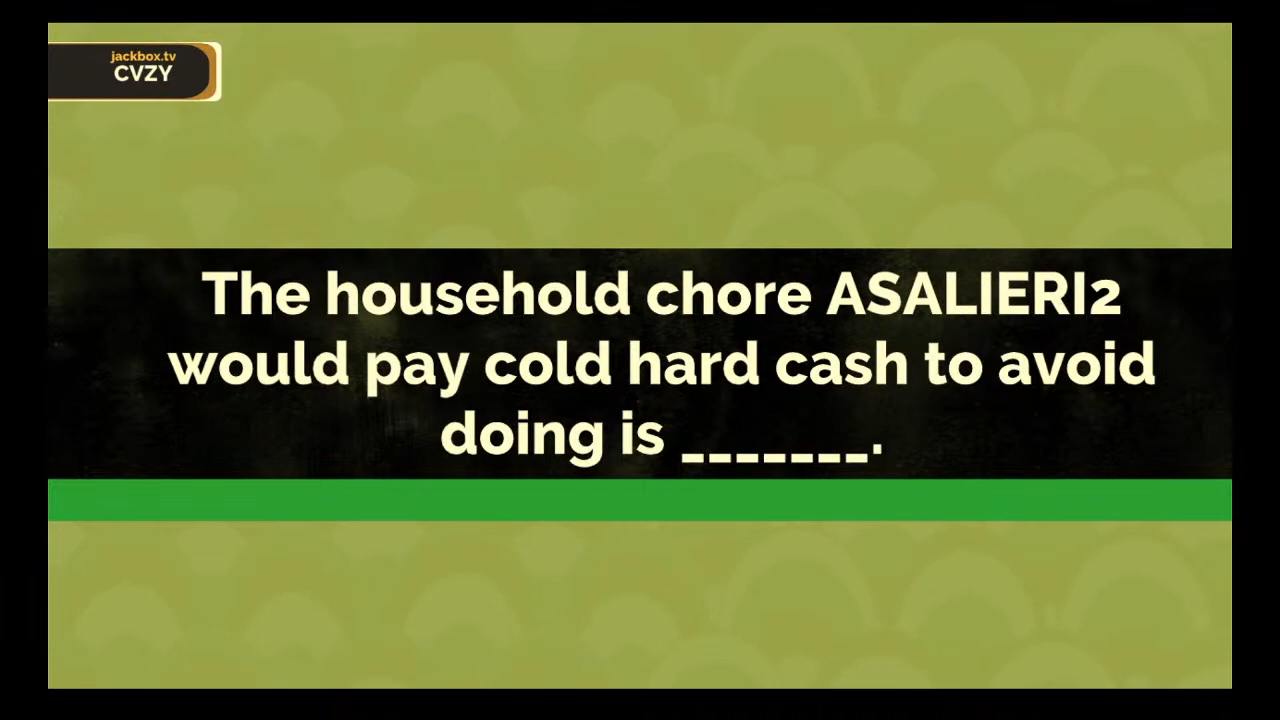 jackbox.tv
CVZY
The household chore ASALIERI2
would pay cold hard cash to avoid
doing is _______.